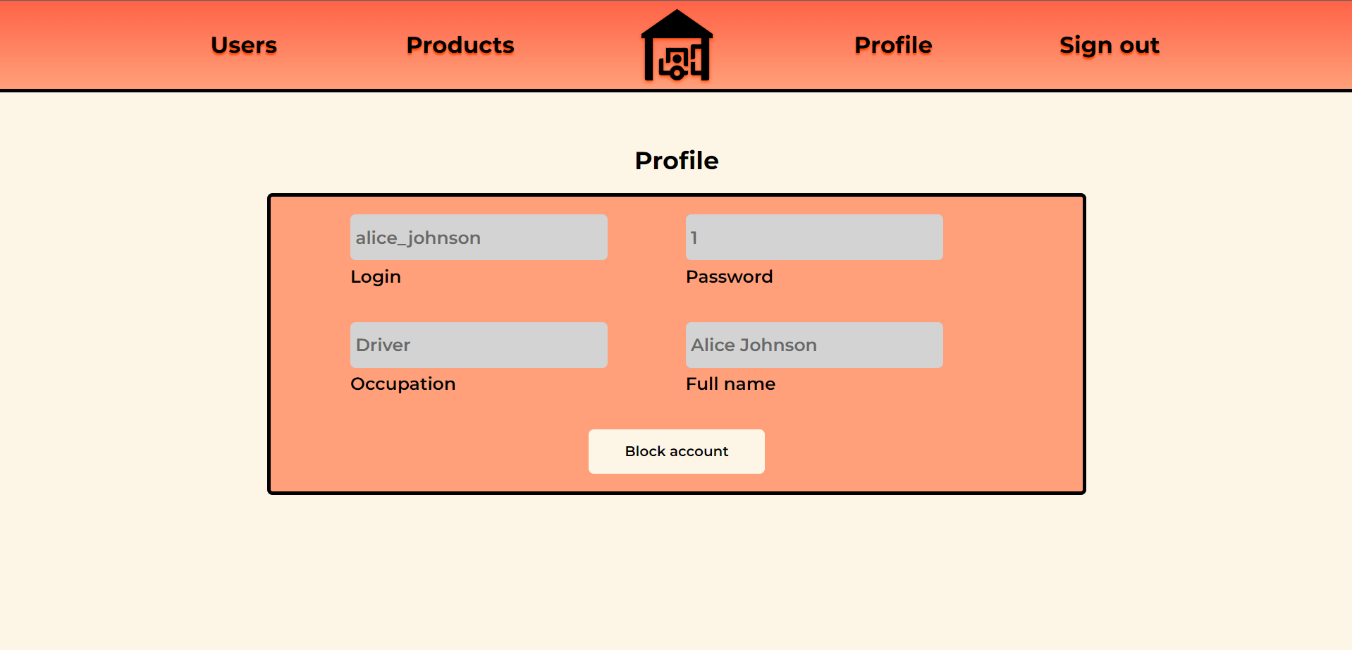 Users Products Profile Sign out
Profile
alice_johnson 1
Login Password
Driver Alice Johnson
Occupation Full name
Block account